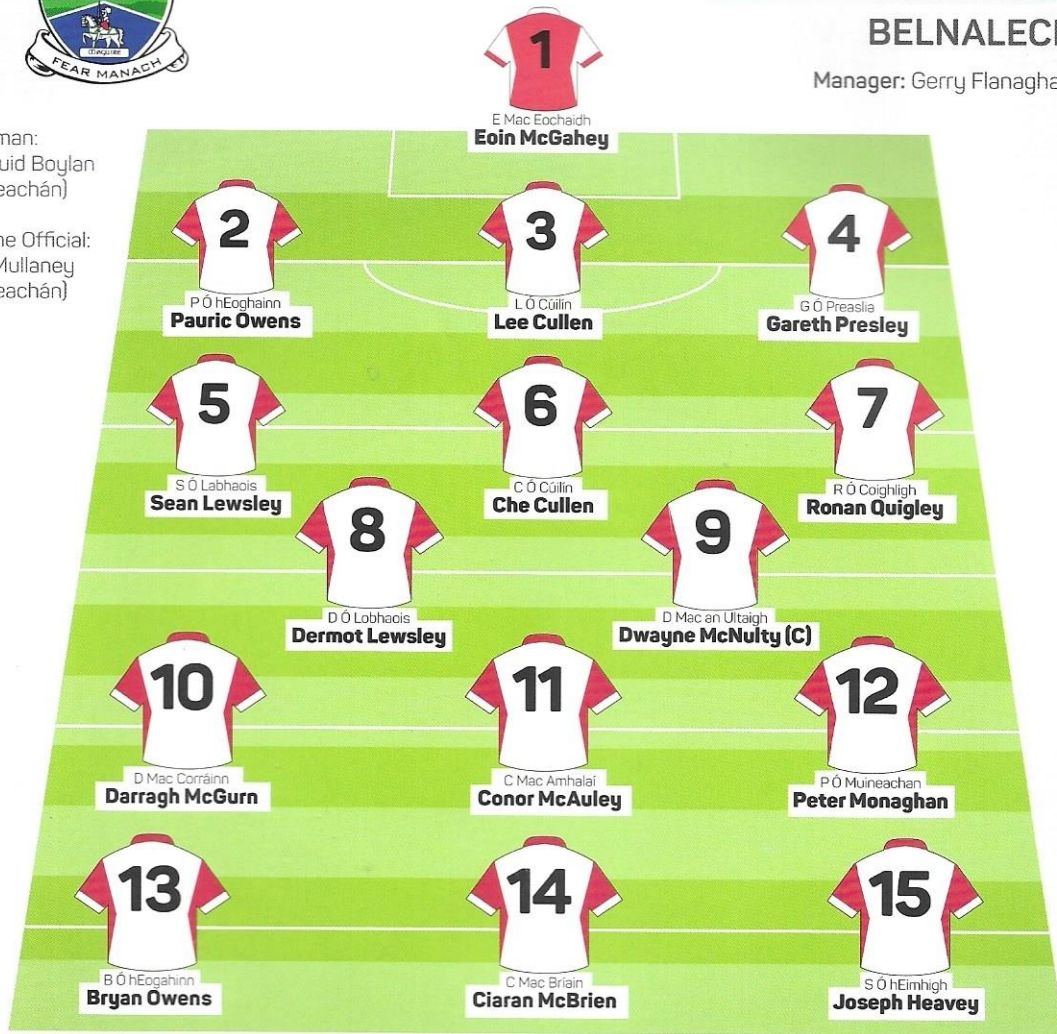 Maguire
FEAR MANACH
BELNALEC
Manager: Gerry Flanagha
man:
uid Boylan
eachán)
ne Official:
Mullaney
eachán)
1
E Mac Eochaidh
Eoin McGahey
2
P Ó hEoghainn
Pauric Owens
3
L Ó Cúilín
Lee Cullen
4
G Ó Preaslia
Gareth Presley
5
S Ó Labhaois
Sean Lewsley
6
C Ó Cúilín
Che Cullen
7
R Ó Coighligh
Ronan Quigley
8
D Ó Lobhaois
Dermot Lewsley
9
D Mac an Ultaigh
Dwayne McNulty (C)
10
D Mac Corráinn
Darragh McGurn
11
C Mac Amhalaí
Conor McAuley
12
P Ó Muineachan
Peter Monaghan
13
B Ó hEogahinn
Bryan Owens
14
C Mac Briain
Ciaran McBrien
15
S Ó hEimhigh
Joseph Heavey